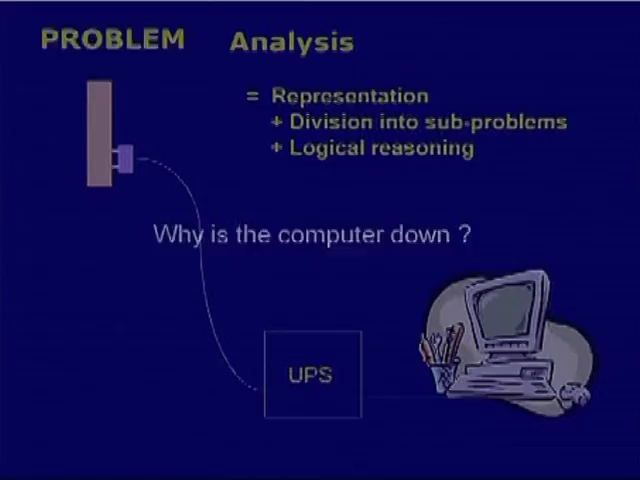 PROBLEM Analysis
= Representation
+ Division into sub-problems
+ Logical reasoning
Why is the computer down ?
UPS